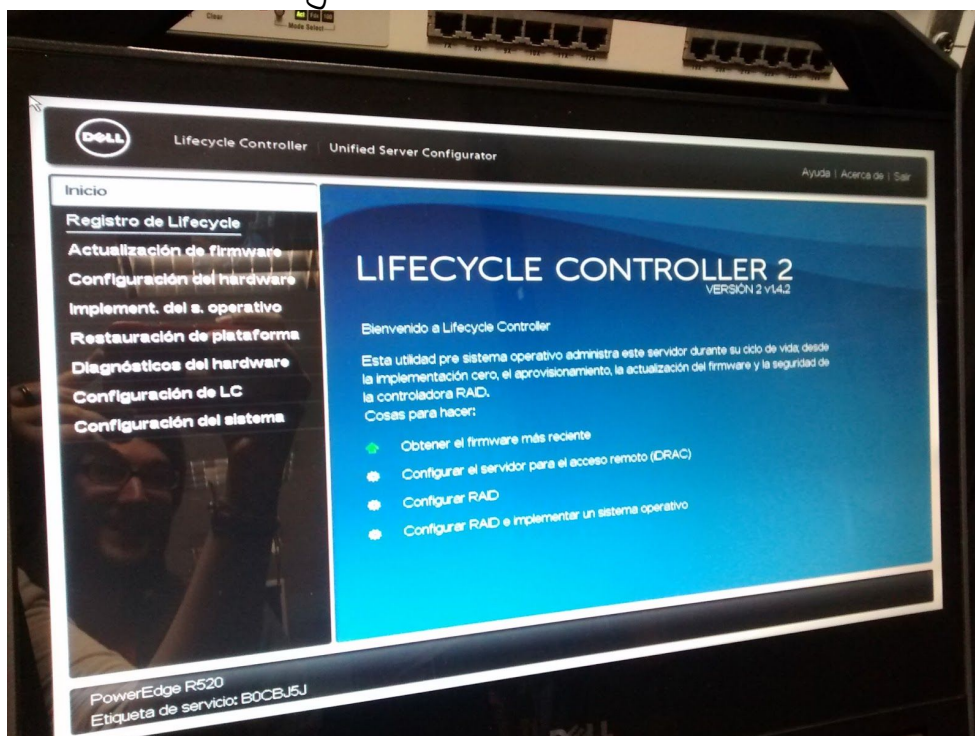 Clear
Mode Select
DELL
Lifecycle Controller
Unified Server Configurator
Ayuda | Acerca de | Salir
Inicio
Registro de Lifecycle
Actualización de firmware
Configuración del hardware
Implement. del s. operativo
Restauración de plataforma
Diagnósticos del hardware
Configuración de LC
Configuración del sistema
LIFECYCLE CONTROLLER 2
VERSIÓN 2 v1.4.2
Bienvenido a Lifecycle Controller
Esta utilidad pre sistema operativo administra este servidor durante su ciclo de vida: desde
la implementación cero, el aprovisionamiento, la actualización del firmware y la seguridad de
la controladora RAID.
Cosas para hacer:
Obtener el firmware más reciente
Configurar el servidor para el acceso remoto (iDRAC)
Configurar RAID
Configurar RAID e implementar un sistema operativo
PowerEdge R520
Etiqueta de servicio: B0CBJ5J
DELL